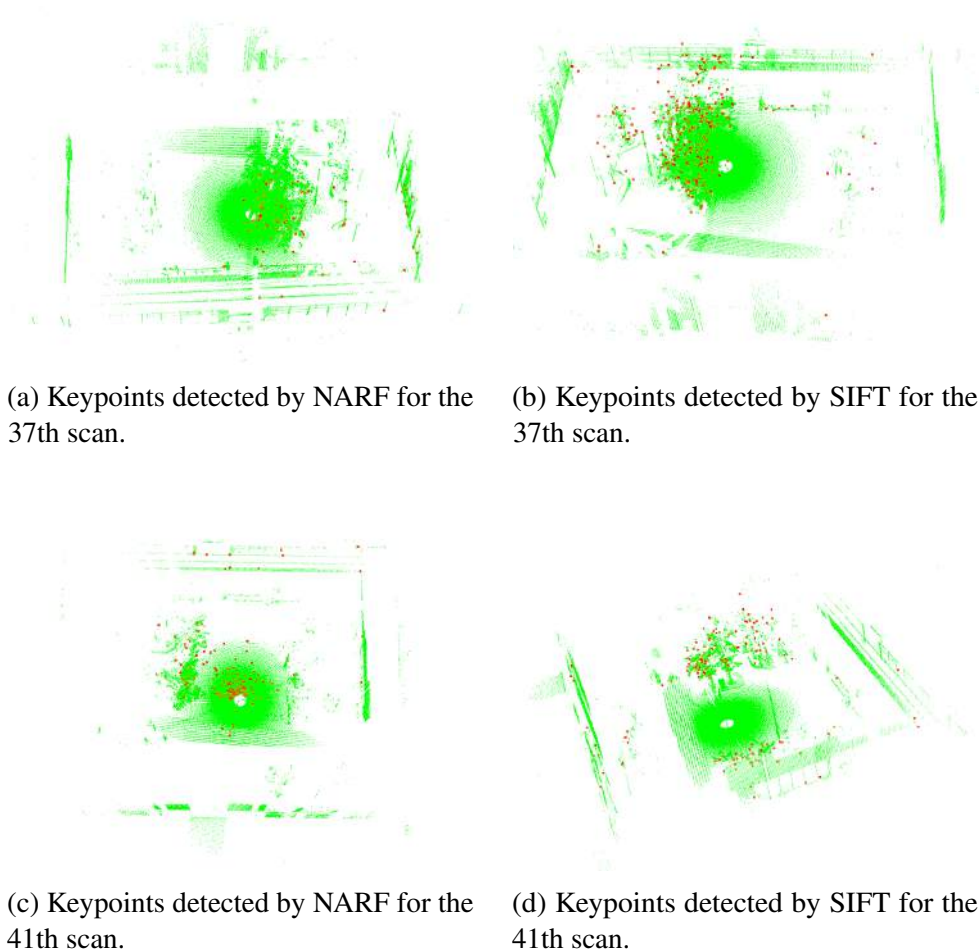 (a) Keypoints detected by NARF for the
37th scan.
(b) Keypoints detected by SIFT for the
37th scan.
(c) Keypoints detected by NARF for the
41th scan.
(d) Keypoints detected by SIFT for the
41th scan.